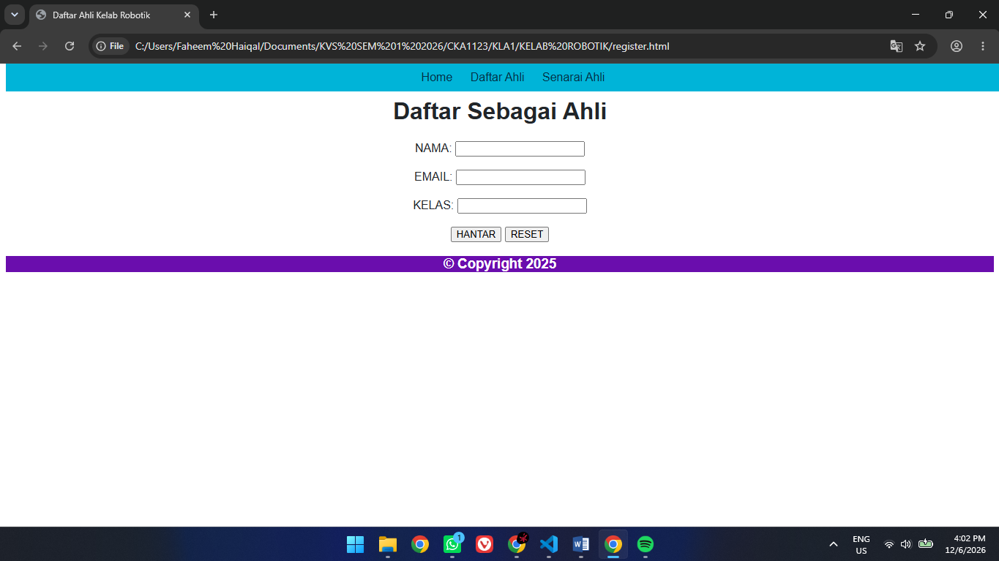 Daftar Ahli Kelab Robotik
File C:/Users/Faheem%20Haiqal/Documents/KVS%20SEM%201%202026/CKA1123/KLA1/KELAB%20ROBOTIK/register.html
Home Daftar Ahli Senarai Ahli
Daftar Sebagai Ahli
NAMA:
EMAIL:
KELAS:
HANTAR RESET
© Copyright 2025
1
ENG
US
4:02 PM
12/6/2026